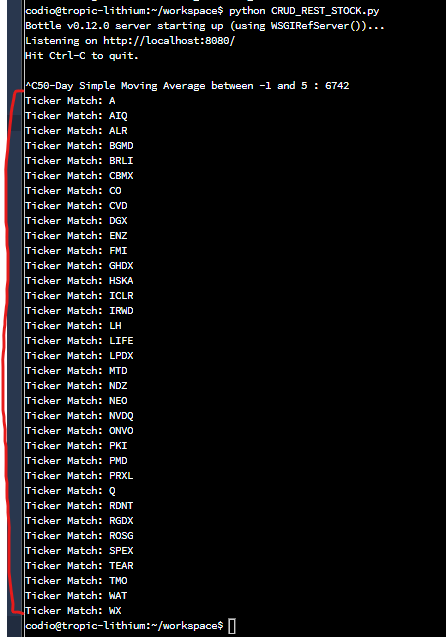 codio@tropic-lithium:~/workspace$ python CRUD_REST_STOCK.py
Bottle v0.12.0 server starting up (using WSGIRefServer())...
Listening on http://localhost:8080/
Hit Ctrl-C to quit.
^C50-Day Simple Moving Average between -1 and 5 : 6742
Ticker Match: A
Ticker Match: AIQ
Ticker Match: ALR
Ticker Match: BGMD
Ticker Match: BRLI
Ticker Match: CBMX
Ticker Match: CO
Ticker Match: CVD
Ticker Match: DGX
Ticker Match: ENZ
Ticker Match: FMI
Ticker Match: GHDX
Ticker Match: HSKA
Ticker Match: ICLR
Ticker Match: IRWD
Ticker Match: LH
Ticker Match: LIFE
Ticker Match: LPDX
Ticker Match: MTD
Ticker Match: NDZ
Ticker Match: NEO
Ticker Match: NVDQ
Ticker Match: ONVO
Ticker Match: PKI
Ticker Match: PMD
Ticker Match: PRXL
Ticker Match: Q
Ticker Match: RDNT
Ticker Match: RGDX
Ticker Match: ROSG
Ticker Match: SPEX
Ticker Match: TEAR
Ticker Match: TMO
Ticker Match: WAT
Ticker Match: WX
codio@tropic-lithium:~/workspace$